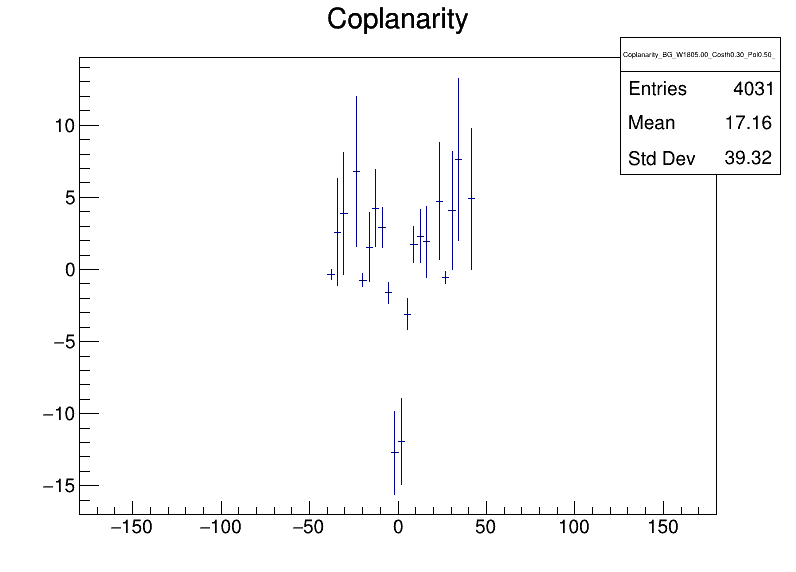 Coplanarity
Coplanarity_BG_W1805.00_Costh0.30_Pol0.50_
Entries 4031
Mean 17.16
Std Dev 39.32
10
5
0
−5
−10
−15
−150 −100 −50 0 50 100 150